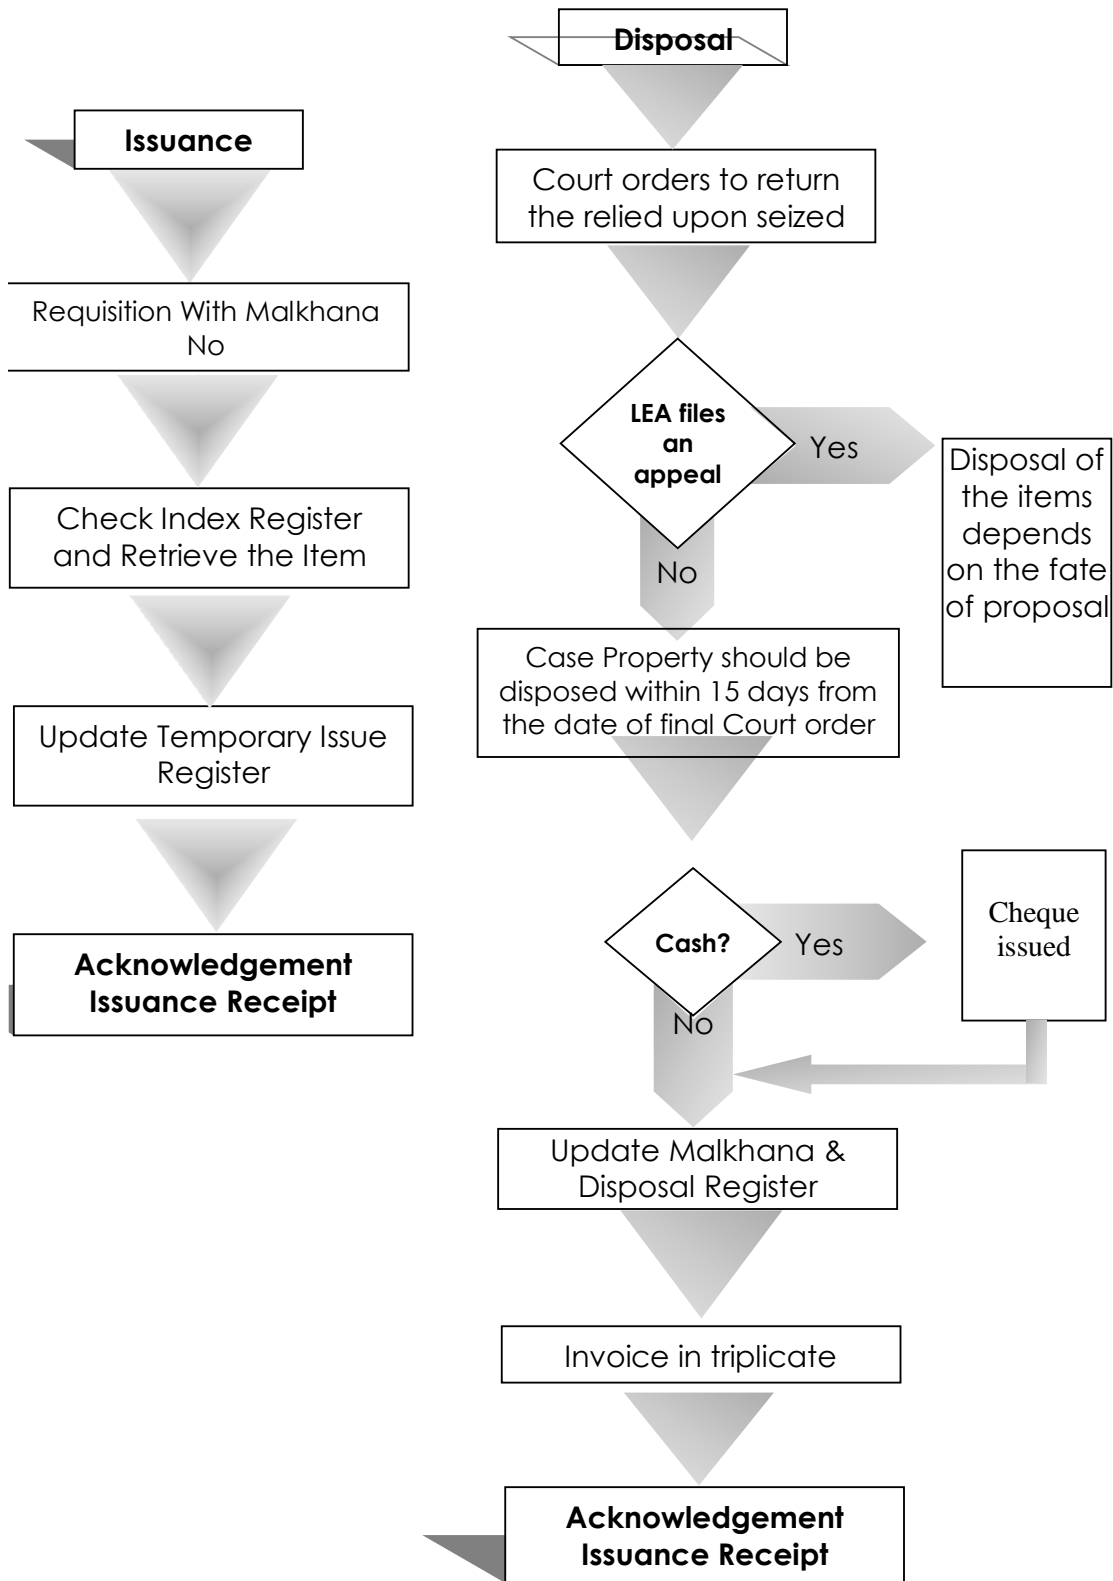 Issuance
Requisition With Malkhana
No
Check Index Register
and Retrieve the Item
Update Temporary Issue
Register
Acknowledgement
Issuance Receipt
Disposal
Court orders to return
the relied upon seized
LEA files
an
appeal
Yes
Disposal of
the items
depends
on the fate
of proposal
No
Case Property should be
disposed within 15 days from
the date of final Court order
Cash?
Yes
Cheque
issued
No
Update Malkhana &
Disposal Register
Invoice in triplicate
Acknowledgement
Issuance Receipt